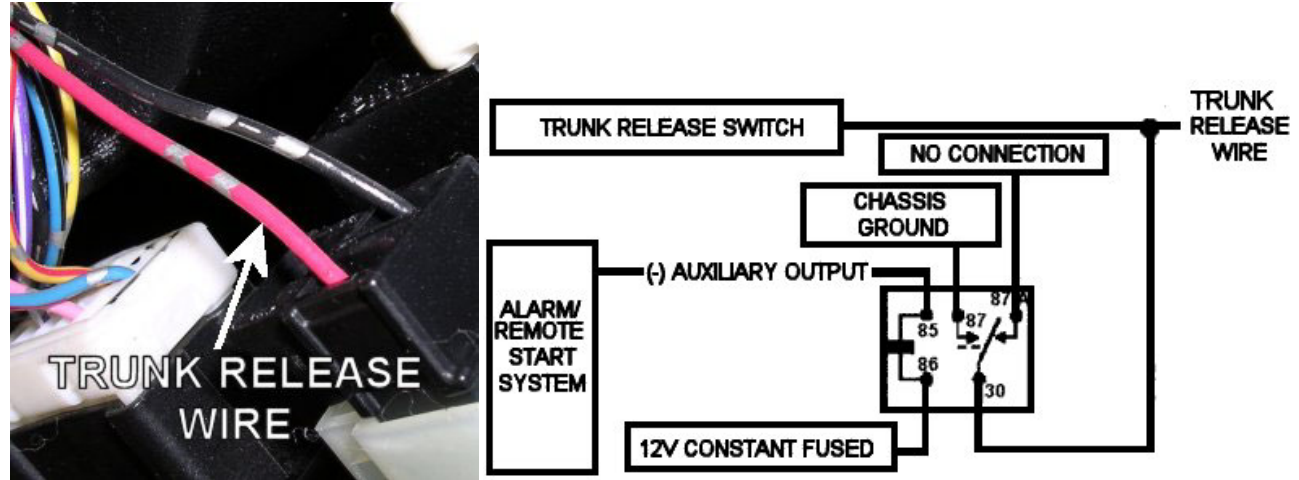 TRUNK RELEASE
WIRE
TRUNK RELEASE SWITCH
TRUNK
RELEASE
WIRE
NO CONNECTION
CHASSIS
GROUND
(-) AUXILIARY OUTPUT
ALARM/
REMOTE
START
SYSTEM
87A
87
85
86
30
12V CONSTANT FUSED